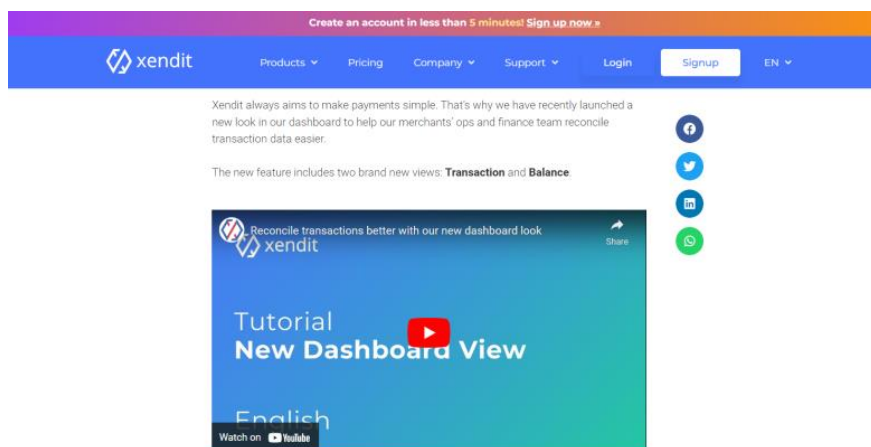 Create an account in less than 5 minutes! Sign up now »
xendit
Products Pricing Company Support Login Signup EN
Xendit always aims to make payments simple. That's why we have recently launched a
new look in our dashboard to help our merchants' ops and finance team reconcile
transaction data easier.
The new feature includes two brand new views: Transaction and Balance.
Reconcile transactions better with our new dashboard look
Share
xendit
Tutorial
New Dashboard View
English
Watch on YouTube